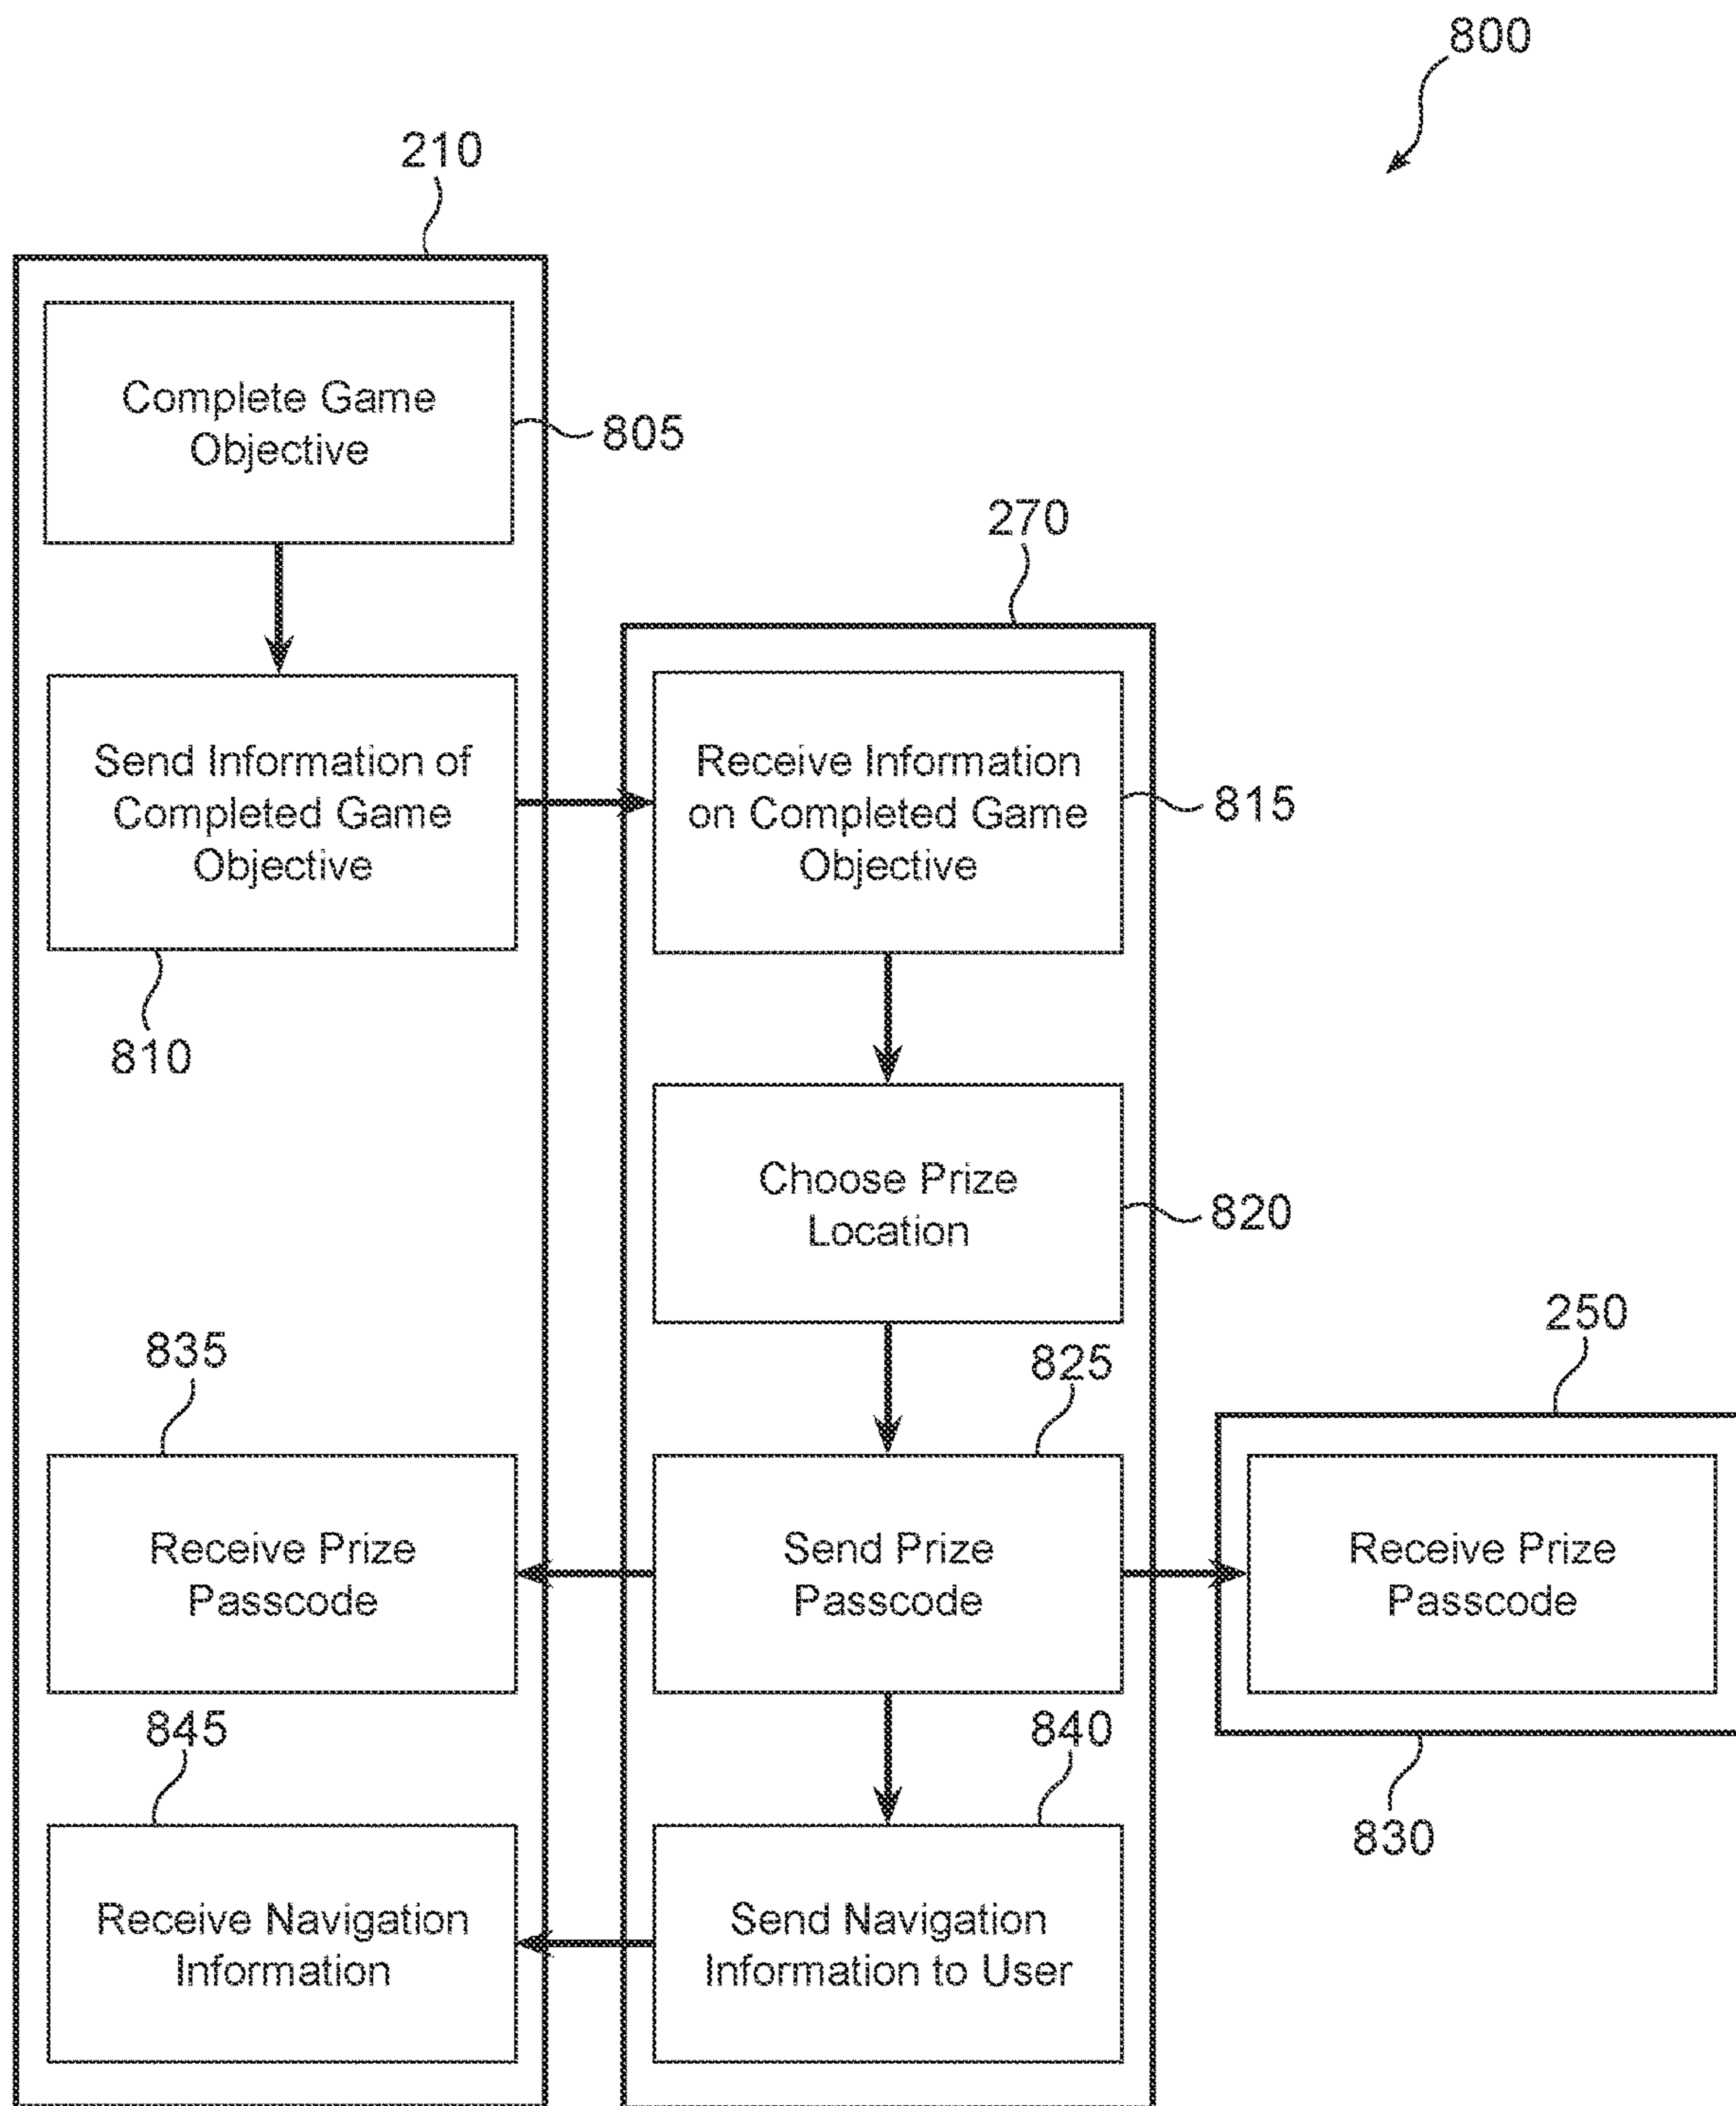 800
210
Complete Game
Objective
805
270
Send Information of
Completed Game
Objective
Receive Information
on Completed Game
Objective
815
810
Choose Prize
Location
820
250
835
825
Receive Prize
Passcode
Send Prize
Passcode
Receive Prize
Passcode
845
840
830
Receive Navigation
Information
Send Navigation
Information to User